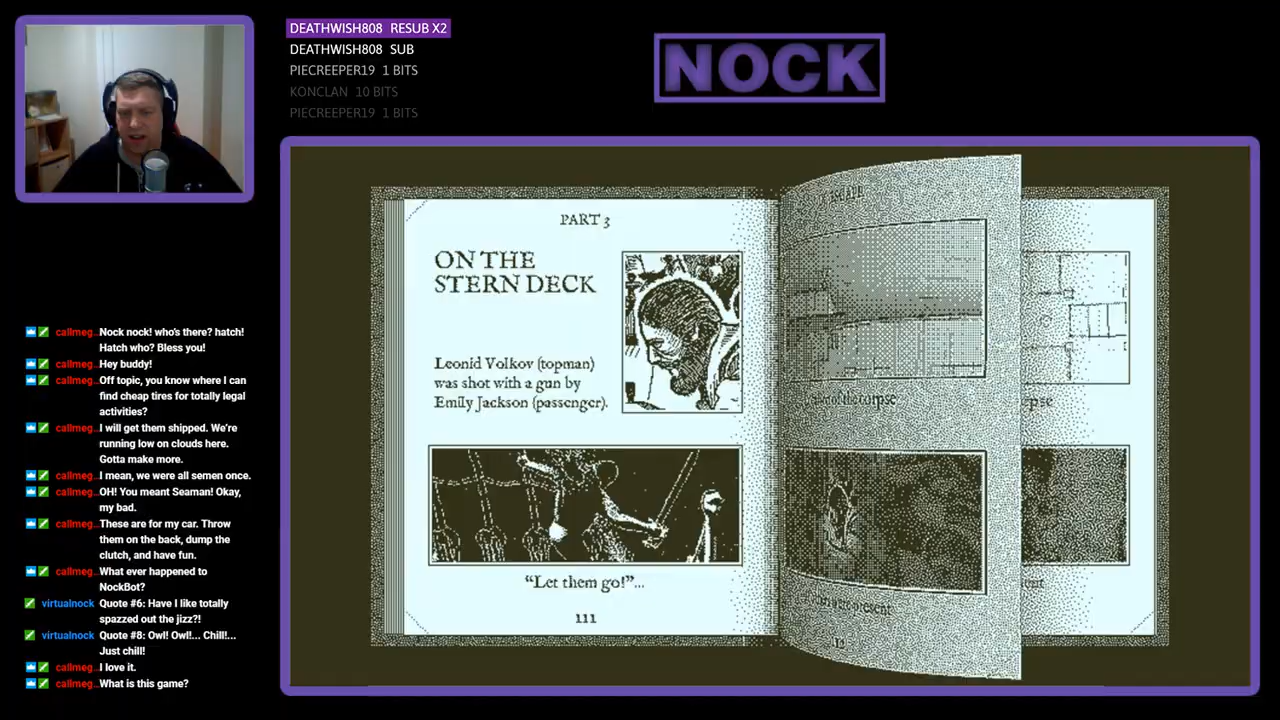 DEATHWISH808 RESUB X2
DEATHWISH808 SUB
PIECREEPER19 1 BITS
KONCLAN 10 BITS
PIECREEPER19 1 BITS
NOCK
callmeg... Nock nock! who's there? hatch!
Hatch who? Bless you!
callmeg... Hey buddy!
callmeg... Off topic, you know where I can
find cheap tires for totally legal
activities?
callmeg... I will get them shipped. We're
running low on clouds here.
Gotta make more.
callmeg... I mean, we were all semen once.
callmeg... OH! You meant Seaman! Okay,
my bad.
callmeg... These are for my car. Throw
them on the back, dump the
clutch, and have fun.
callmeg... What ever happened to
NockBot?
virtualnock Quote #6: Have I like totally
spazzed out the jizz?!
virtualnock Quote #8: Owl! Owl!... Chill!...
Just chill!
callmeg... I love it.
callmeg... What is this game?
PART 3
ON THE
STERN DECK
Leonid Volkov (topman)
was shot with a gun by
Emily Jackson (passenger).
"Let them go!"...
111
ESCAPE
of the corpse
were present